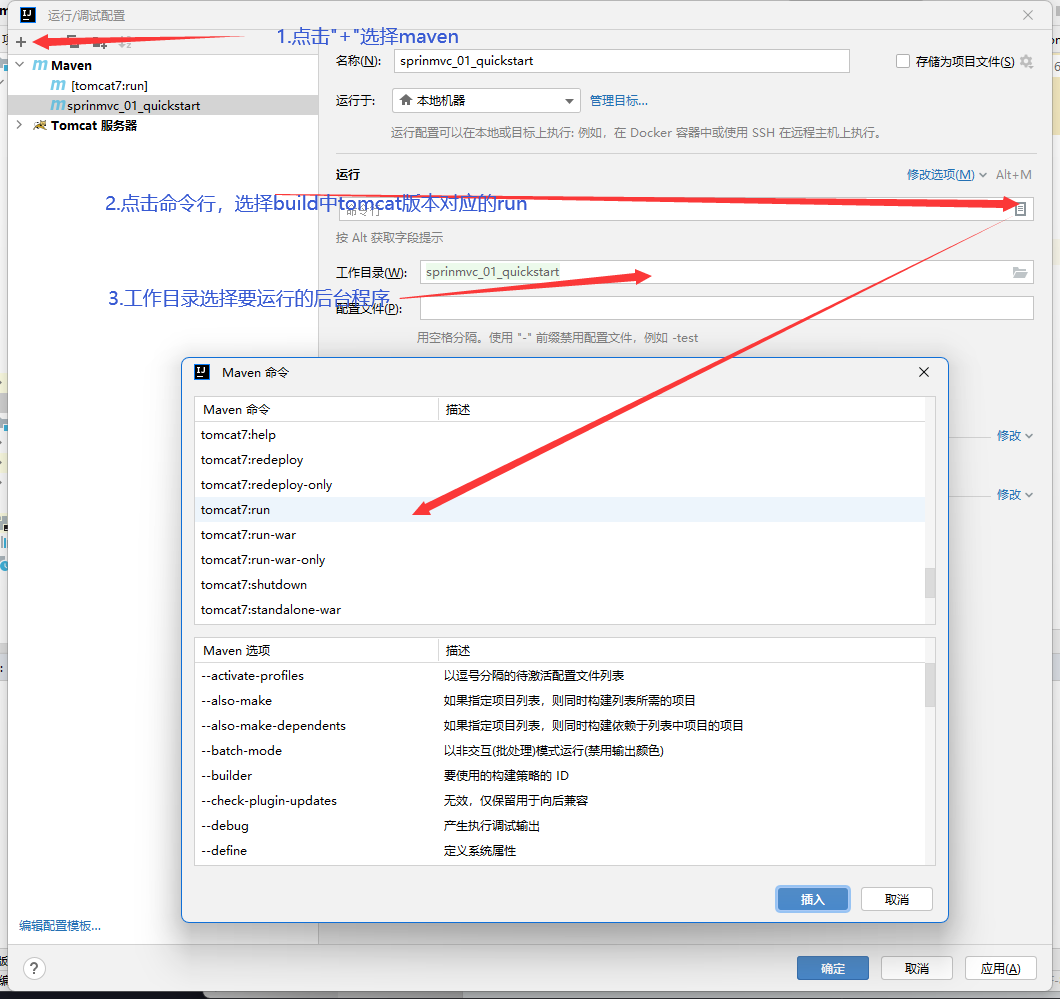 运行/调试配置
1.点击"+"选择maven
名称(N):
sprinmvc_01_quickstart
存储为项目文件(S)
Maven
[tomcat7:run]
sprinmvc_01_quickstart
Tomcat 服务器
运行于:
本地机器
管理目标...
运行配置可以在本地或目标上执行: 例如，在 Docker 容器中或使用 SSH 在远程主机上执行。
运行
修改选项(M)
Alt+M
2.点击命令行，选择build中tomcat版本对应的run
命令行
按 Alt 获取字段提示
工作目录(W):
sprinmvc_01_quickstart
3.工作目录选择要运行的后台程序
配置文件(P):
用空格分隔。使用 "-" 前缀禁用配置文件，例如 -test
Maven 命令
Maven 命令
描述
tomcat7:help
tomcat7:redeploy
tomcat7:redeploy-only
tomcat7:run
tomcat7:run-war
tomcat7:run-war-only
tomcat7:shutdown
tomcat7:standalone-war
修改
修改
Maven 选项
描述
--activate-profiles
以逗号分隔的待激活配置文件列表
--also-make
如果指定项目列表，则同时构建列表所需的项目
--also-make-dependents
如果指定项目列表，则同时构建依赖于列表中项目的项目
--batch-mode
以非交互(批处理)模式运行(禁用输出颜色)
--builder
要使用的构建策略的 ID
--check-plugin-updates
无效，仅保留用于向后兼容
--debug
产生执行调试输出
--define
定义系统属性
插入
取消
编辑配置模板...
?
确定
取消
应用(A)